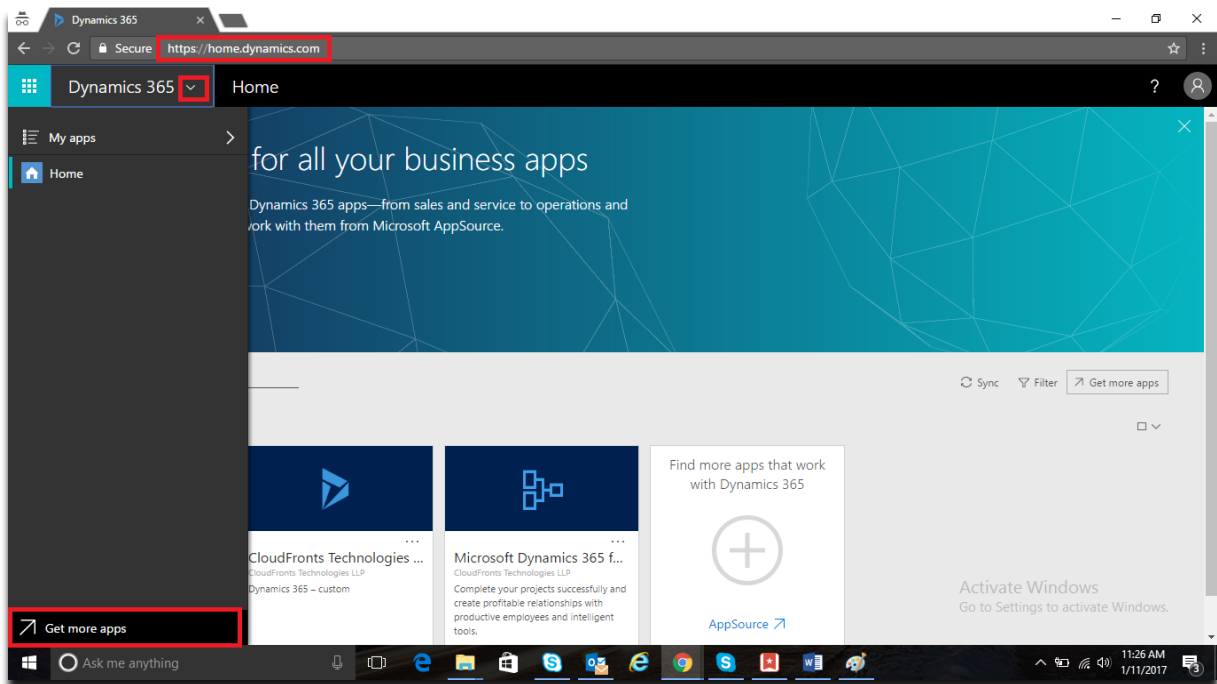 Dynamics 365
Secure https://home.dynamics.com
Dynamics 365 Home ?
My apps
Home
for all your business apps
Dynamics 365 apps—from sales and service to operations and
work with them from Microsoft AppSource.
Sync Filter Get more apps
CloudFronts Technologies ...
CloudFronts Technologies LLP
Dynamics 365 – custom
Microsoft Dynamics 365 f...
CloudFronts Technologies LLP
Complete your projects successfully and
create profitable relationships with
productive employees and intelligent
tools.
Find more apps that work
with Dynamics 365
AppSource
Activate Windows
Go to Settings to activate Windows.
Get more apps
Ask me anything
11:26 AM
1/11/2017
3